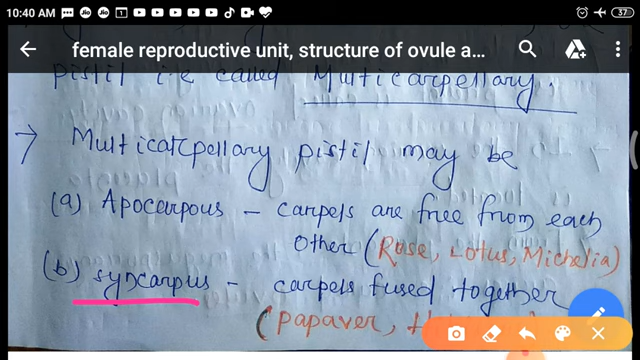 10:40 AM
37
female reproductive unit, structure of ovule a...
pistil i.e called Multicarpellary.
→ Multicarpellary pistil may be
(a) Apocarpous - carpels are free from each
other (Rose, Lotus, Michelia)
(b) syncarpus - carpels fused together
(Papaver,